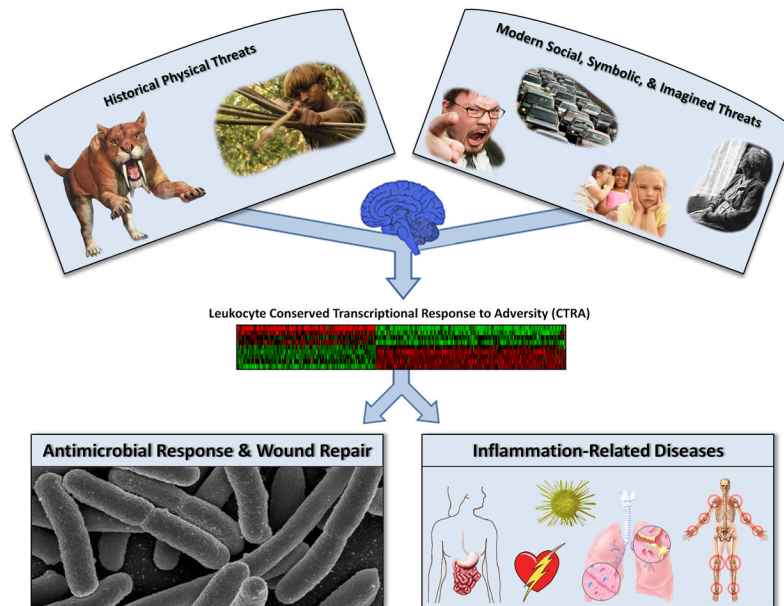 Historical Physical Threats
Modern Social, Symbolic, & Imagined Threats
Leukocyte Conserved Transcriptional Response to Adversity (CTRA)
Antimicrobial Response & Wound Repair
Inflammation-Related Diseases